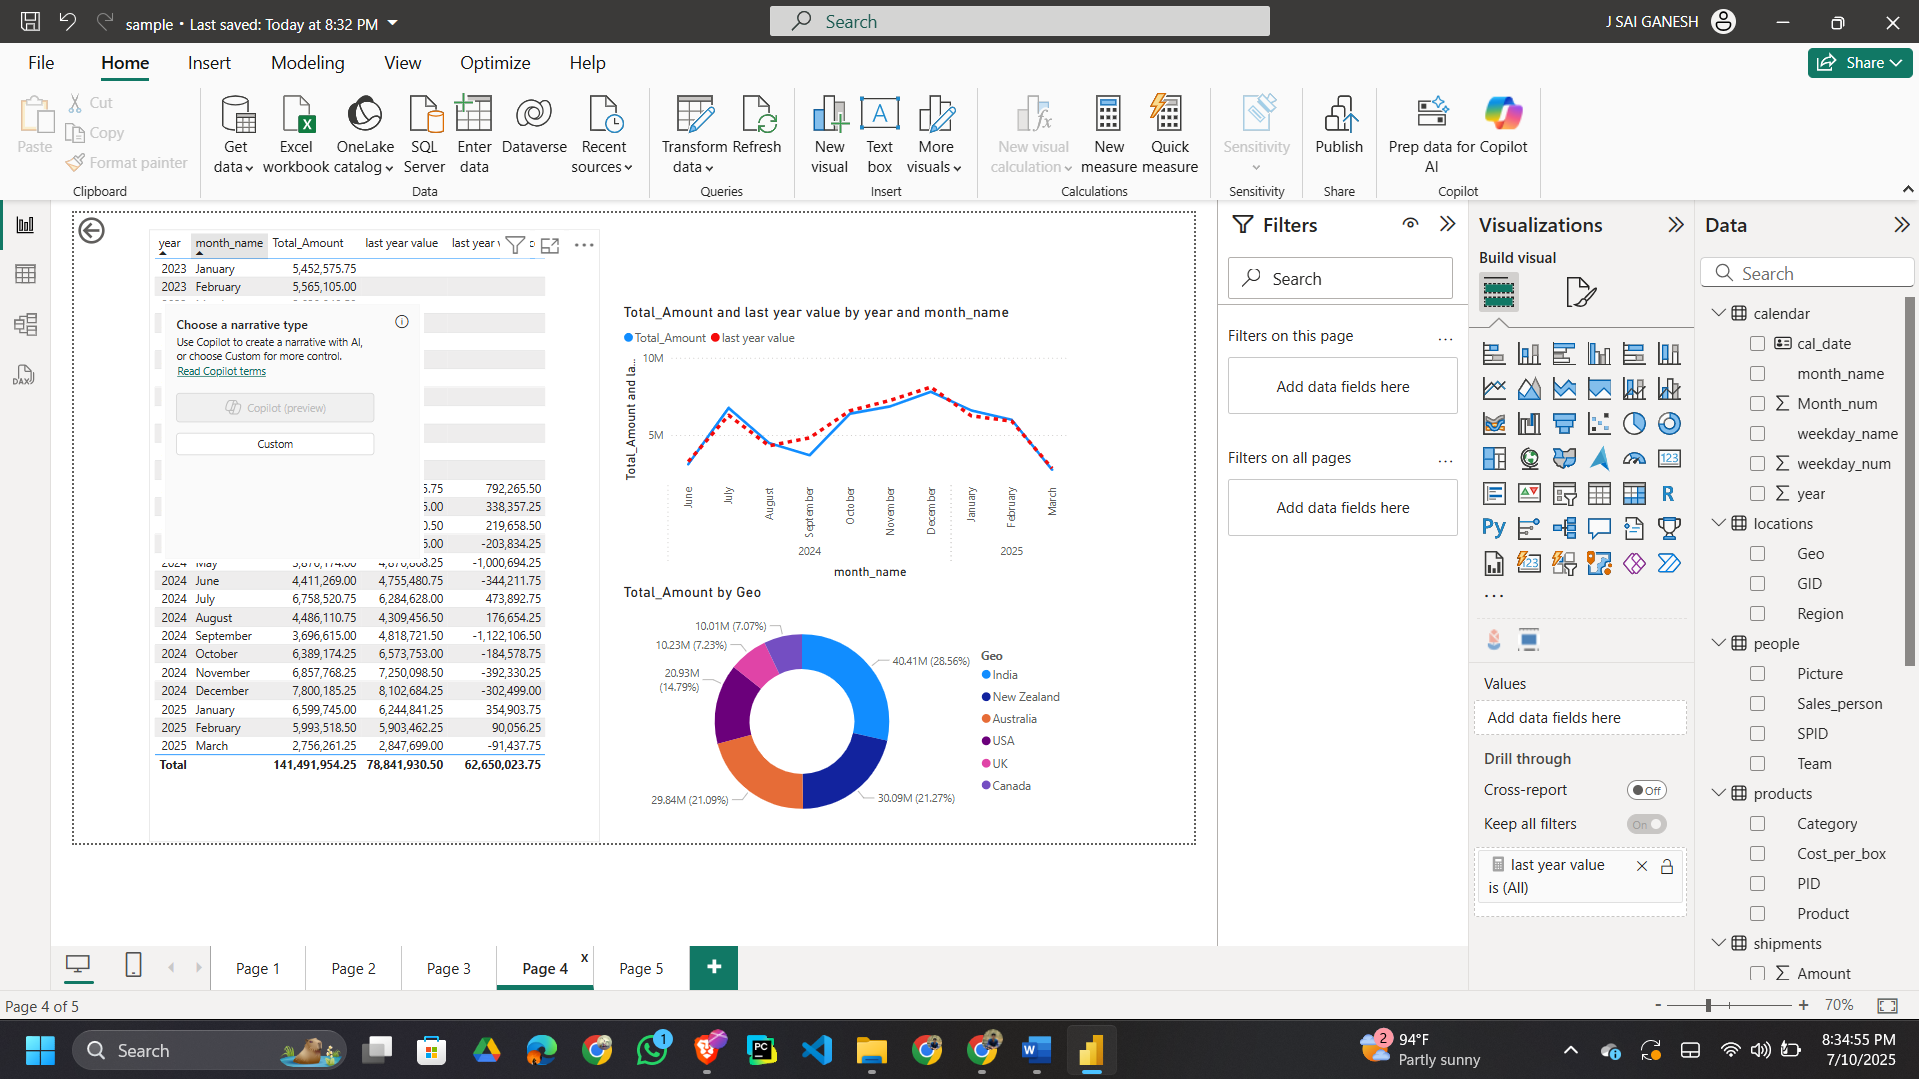 sample • Last saved: Today at 8:32 PM
Search
J SAI GANESH
File Home Insert Modeling View Optimize Help
Share
Paste
Cut
Copy
Format painter
Clipboard
Get data
Excel workbook
OneLake catalog
SQL Server
Enter data
Dataverse
Recent sources
Data
Transform data
Refresh
Queries
New visual
Text box
More visuals
Insert
New visual calculation
New measure
Quick measure
Calculations
Sensitivity
Sensitivity
Publish
Share
Prep data for AI
Copilot
Copilot
year month_name Total_Amount last year value last year
2023 January 5,452,575.75
2023 February 5,565,105.00
Choose a narrative type
Use Copilot to create a narrative with AI,
or choose Custom for more control.
Read Copilot terms
Copilot (preview)
Custom
5.75 792,265.50
5.00 338,357.25
0.50 219,658.50
-203,834.25
2024 May -1,000,694.25
2024 June 4,411,269.00 4,755,480.75 -344,211.75
2024 July 6,758,520.75 6,284,628.00 473,892.75
2024 August 4,486,110.75 4,309,456.50 176,654.25
2024 September 3,696,615.00 4,818,721.50 -1,122,106.50
2024 October 6,389,174.25 6,573,753.00 -184,578.75
2024 November 6,857,768.25 7,250,098.50 -392,330.25
2024 December 7,800,185.25 8,102,684.25 -302,499.00
2025 January 6,599,745.00 6,244,841.25 354,903.75
2025 February 5,993,518.50 5,903,462.25 90,056.25
2025 March 2,756,261.25 2,847,699.00 -91,437.75
Total 141,491,954.25 78,841,930.50 62,650,023.75
Total_Amount and last year value by year and month_name
Total_Amount last year value
Total_Amount and la...
10M
5M
June July August September October November December January February March
2024 2025
month_name
Total_Amount by Geo
10.01M (7.07%)
10.23M (7.23%)
20.93M
(14.79%)
29.84M (21.09%)
40.41M (28.56%)
30.09M (21.27%)
Geo
India
New Zealand
Australia
USA
UK
Canada
Filters
Search
Filters on this page ...
Add data fields here
Filters on all pages ...
Add data fields here
Visualizations
Build visual
123
R
Py
123
...
Values
Add data fields here
Drill through
Cross-report Off
Keep all filters On
last year value
is (All)
Data
Search
calendar
cal_date
month_name
Month_num
weekday_name
weekday_num
year
locations
Geo
GID
Region
people
Picture
Sales_person
SPID
Team
products
Category
Cost_per_box
PID
Product
shipments
Amount
Page 1 Page 2 Page 3 Page 4 x Page 5 +
Page 4 of 5
- + 70%
Search
1
PC
2
94°F
Partly sunny
8:34:55 PM
7/10/2025